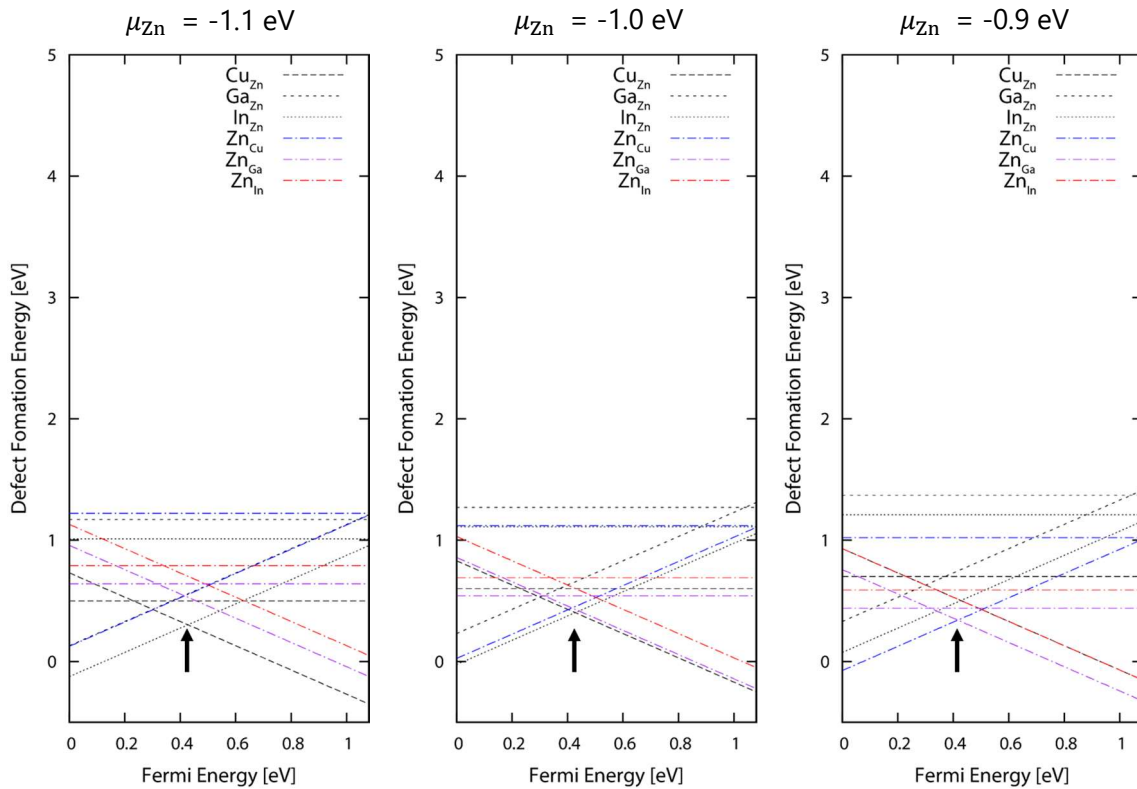 μZn = -1.1 eV
5
4
3
2
1
0
Defect Fomation Energy [eV]
CuZn
GaZn
InZn
ZnCu
ZnGa
ZnIn
0 0.2 0.4 0.6 0.8 1
Fermi Energy [eV]
μZn = -1.0 eV
5
4
3
2
1
0
Defect Fomation Energy [eV]
CuZn
GaZn
InZn
ZnCu
ZnGa
ZnIn
0 0.2 0.4 0.6 0.8 1
Fermi Energy [eV]
μZn = -0.9 eV
5
4
3
2
1
0
Defect Fomation Energy [eV]
CuZn
GaZn
InZn
ZnCu
ZnGa
ZnIn
0 0.2 0.4 0.6 0.8 1
Fermi Energy [eV]